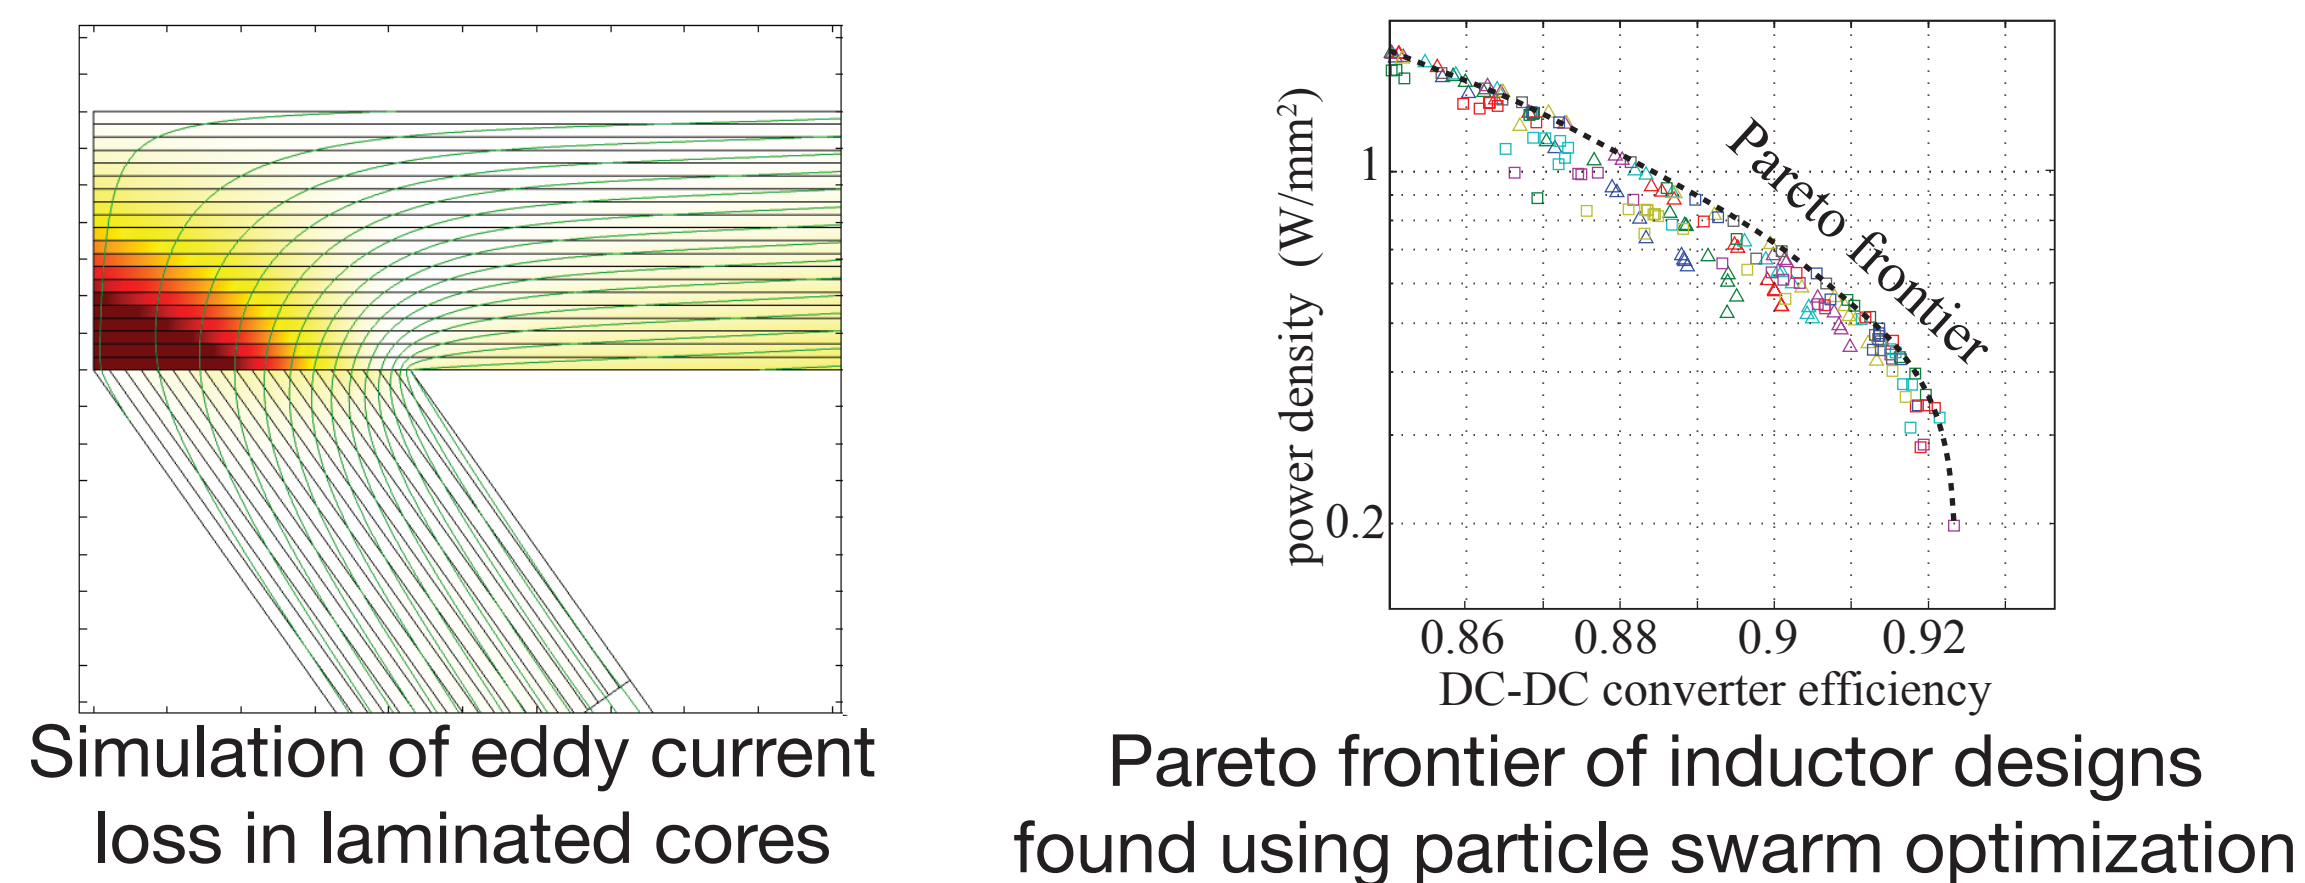 Simulation of eddy current
loss in laminated cores
power density (W/mm²)
1
0.2
Pareto frontier
0.86 0.88 0.9 0.92
DC-DC converter efficiency
Pareto frontier of inductor designs
found using particle swarm optimization